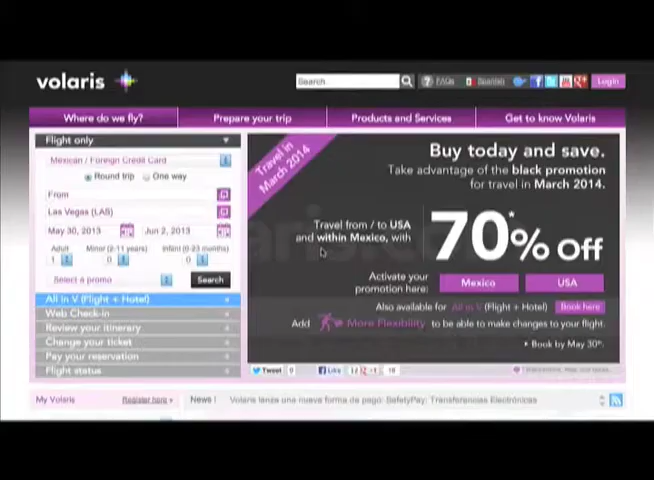 volaris
Search
FAQs
Spanish
Login
Where do we fly?
Prepare your trip
Products and Services
Get to know Volaris
Flight only
Mexican / Foreign Credit Card
Round trip
One way
From
Las Vegas (LAS)
May 30, 2013
Jun 2, 2013
Adult
Minor (2-11 years)
Infant (0-23 months)
1
0
0
Select a promo
Search
All in V (Flight + Hotel)
Web Check-in
Review your itinerary
Change your ticket
Pay your reservation
Flight status
Travel in
March 2014
Buy today and save.
Take advantage of the black promotion
for travel in March 2014.
Travel from / to USA
and within Mexico, with
70%* Off
Activate your
promotion here:
Mexico
USA
Also available for All in V (Flight + Hotel)
Book here
Add More Flexibility to be able to make changes to your flight.
Book by May 30th.
Tweet
0
Like
+1
My Volaris
Register here >
News !
Volaris lanza una nueva forma de pago: SafetyPay: Transferencias Electrónicas